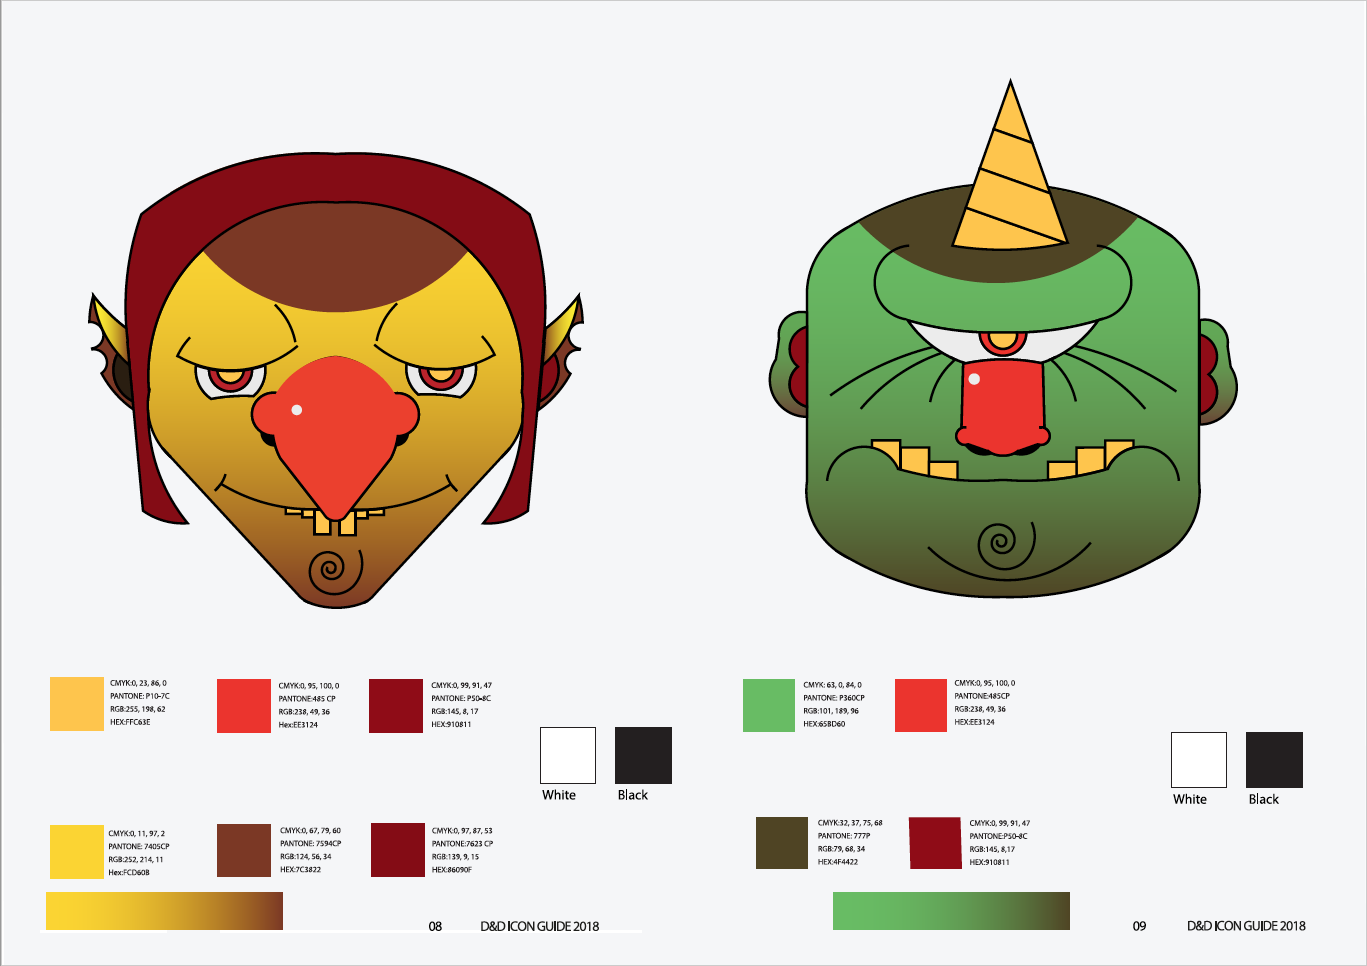 CMYK:0, 23, 86, 0
PANTONE: P10-7C
RGB:255, 198, 62
HEX:FFC63E
CMYK:0, 95, 100, 0
PANTONE:485 CP
RGB:238, 49, 36
Hex:EE3124
CMYK:0, 99, 91, 47
PANTONE: P50-8C
RGB:145, 8, 17
HEX:910811
White
Black
CMYK:0, 11, 97, 2
PANTONE: 7405CP
RGB:252, 214, 11
Hex:FCD60B
CMYK:0, 67, 79, 60
PANTONE: 7594CP
RGB:124, 56, 34
HEX:7C3822
CMYK:0, 97, 87, 53
PANTONE:7623 CP
RGB:139, 9, 15
HEX:86090F
08
D&D ICON GUIDE 2018
CMYK: 63, 0, 84, 0
PANTONE: P360CP
RGB:101, 189, 96
HEX:65BD60
CMYK:0, 95, 100, 0
PANTONE:485CP
RGB:238, 49, 36
HEX:EE3124
White
Black
CMYK:32, 37, 75, 68
PANTONE: 777P
RGB:79, 68, 34
HEX:4F4422
CMYK:0, 99, 91, 47
PANTONE:P50-8C
RGB:145, 8,17
HEX:910811
09
D&D ICON GUIDE 2018